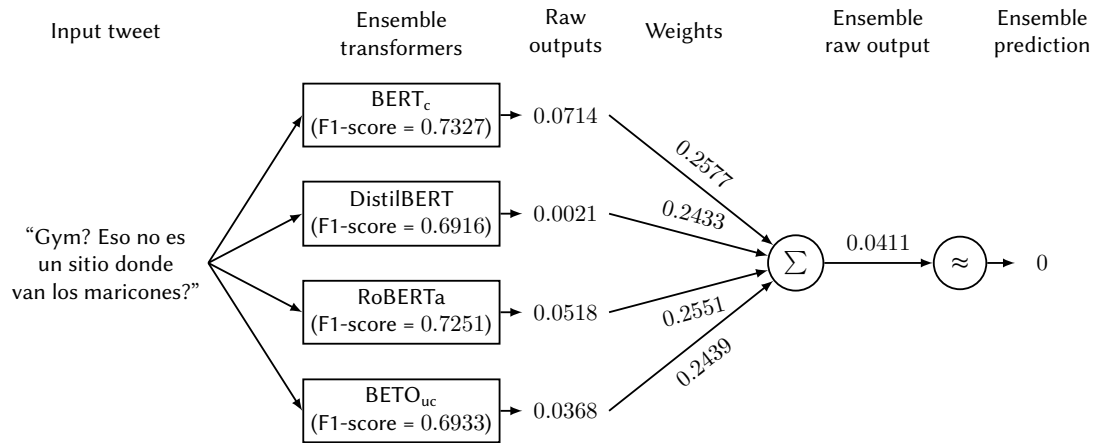 Input tweet
Ensemble
transformers
Raw
outputs
Weights
Ensemble
raw output
Ensemble
prediction
“Gym? Eso no es
un sitio donde
van los maricones?”
BERTc
(F1-score = 0.7327)
0.0714
0.2577
DistilBERT
(F1-score = 0.6916)
0.0021
0.2433
RoBERTa
(F1-score = 0.7251)
0.0518
0.2551
BETOuc
(F1-score = 0.6933)
0.0368
0.2439
∑
0.0411
≈
0